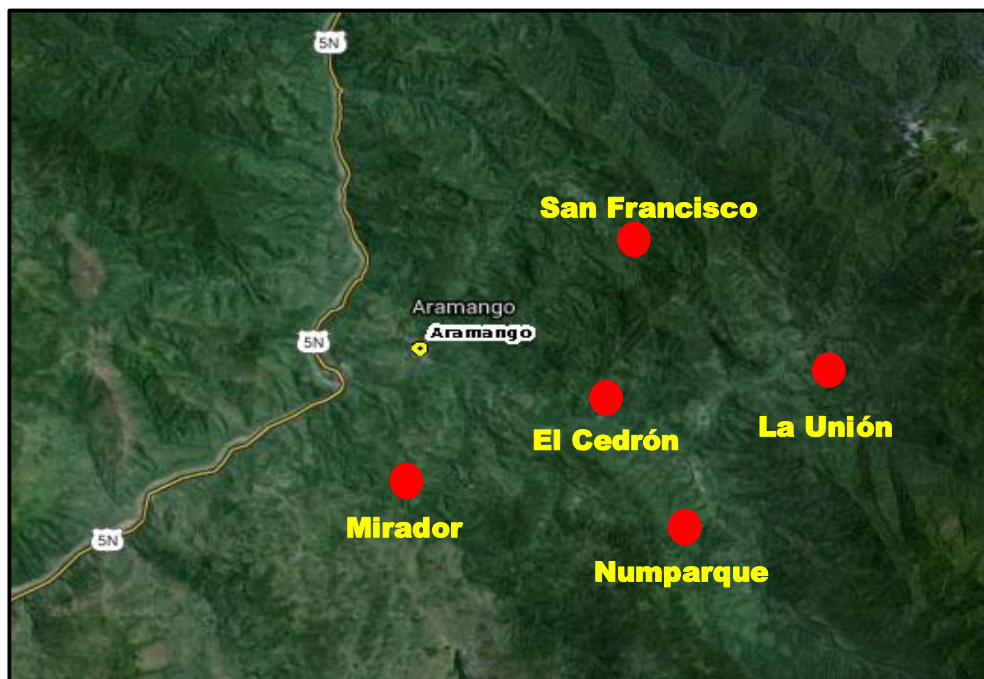 5N
San Francisco
Aramango
Aramango
5N
La Unión
El Cedrón
Mirador
5N
Numparque